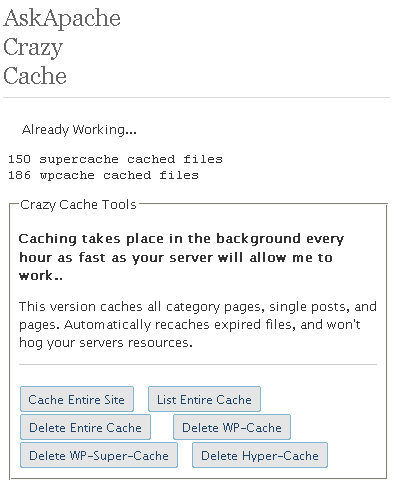 AskApache
Crazy
Cache
Already Working...
150 supercache cached files
186 wpcache cached files
Crazy Cache Tools
Caching takes place in the background every
hour as fast as your server will allow me to
work..
This version caches all category pages, single posts, and
pages. Automatically recaches expired files, and won't
hog your servers resources.
Cache Entire Site List Entire Cache
Delete Entire Cache Delete WP-Cache
Delete WP-Super-Cache Delete Hyper-Cache